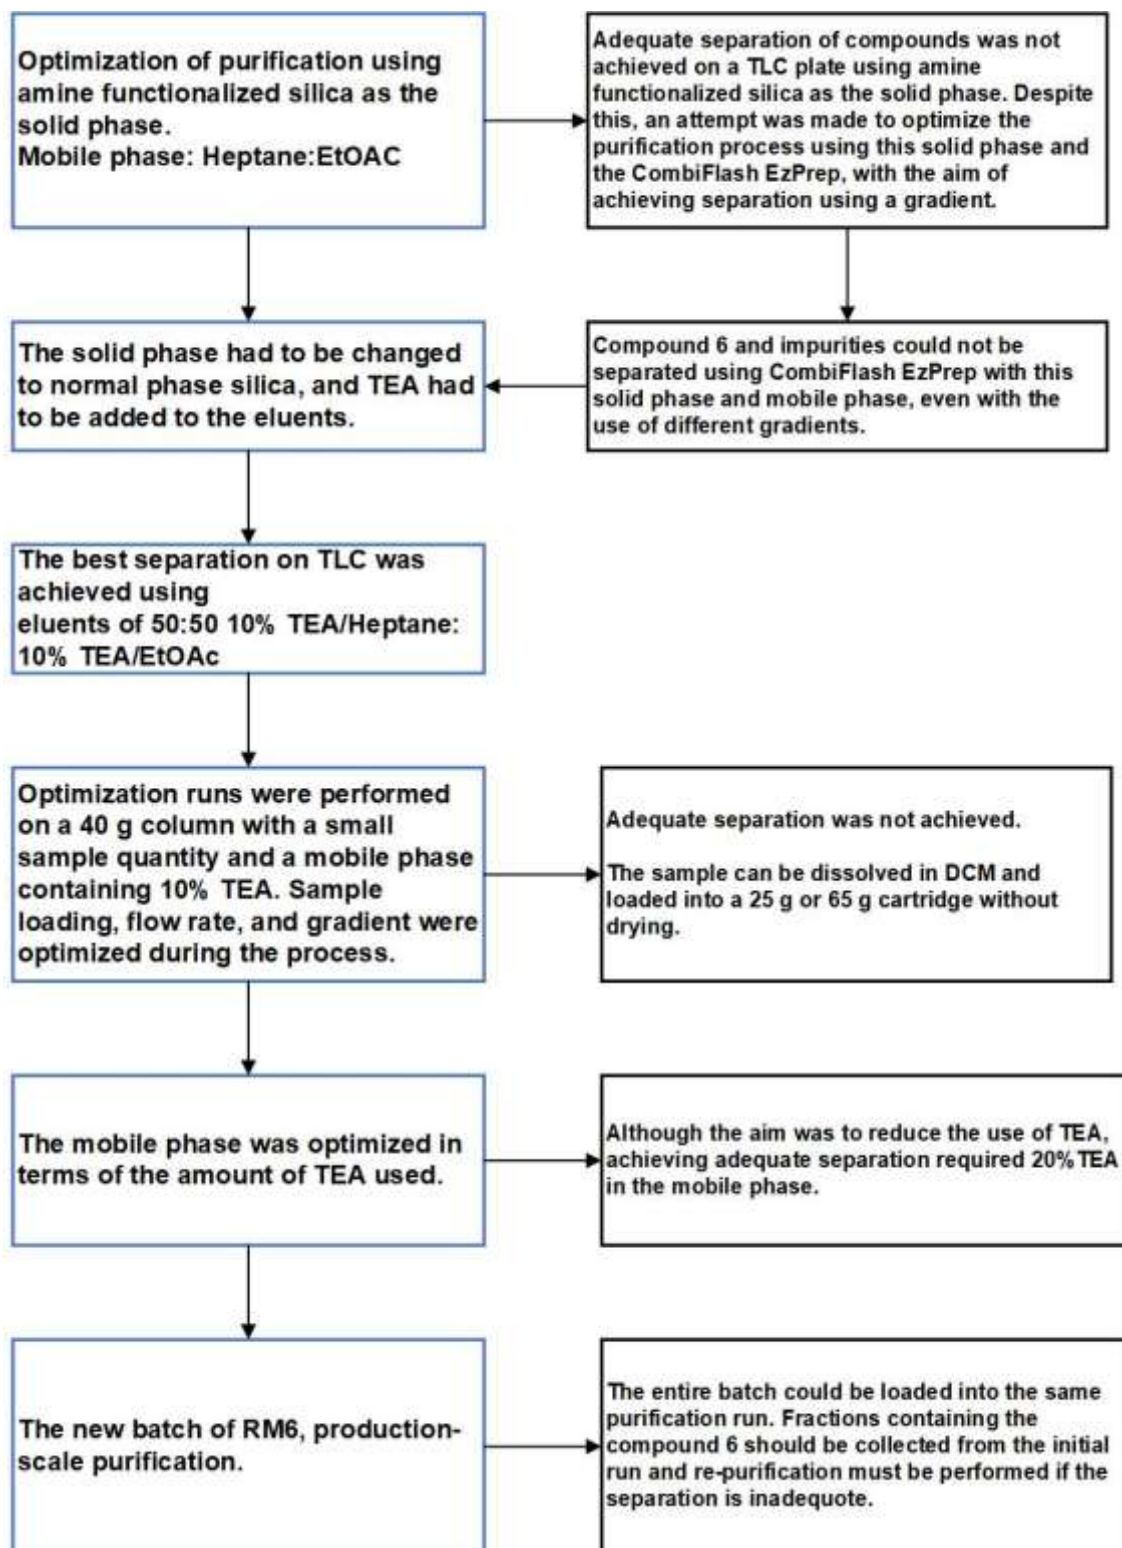 Optimization of purification using
amine functionalized silica as the
solid phase.
Mobile phase: Heptane:EtOAC
Adequate separation of compounds was not
achieved on a TLC plate using amine
functionalized silica as the solid phase. Despite
this, an attempt was made to optimize the
purification process using this solid phase and
the CombiFlash EzPrep, with the aim of
achieving separation using a gradient.
The solid phase had to be changed
to normal phase silica, and TEA had
to be added to the eluents.
Compound 6 and impurities could not be
separated using CombiFlash EzPrep with this
solid phase and mobile phase, even with the
use of different gradients.
The best separation on TLC was
achieved using
eluents of 50:50 10% TEA/Heptane:
10% TEA/EtOAc
Optimization runs were performed
on a 40 g column with a small
sample quantity and a mobile phase
containing 10% TEA. Sample
loading, flow rate, and gradient were
optimized during the process.
Adequate separation was not achieved.
The sample can be dissolved in DCM and
loaded into a 25 g or 65 g cartridge without
drying.
The mobile phase was optimized in
terms of the amount of TEA used.
Although the aim was to reduce the use of TEA,
achieving adequate separation required 20% TEA
in the mobile phase.
The new batch of RM6, production-
scale purification.
The entire batch could be loaded into the same
purification run. Fractions containing the
compound 6 should be collected from the initial
run and re-purification must be performed if the
separation is inadequote.